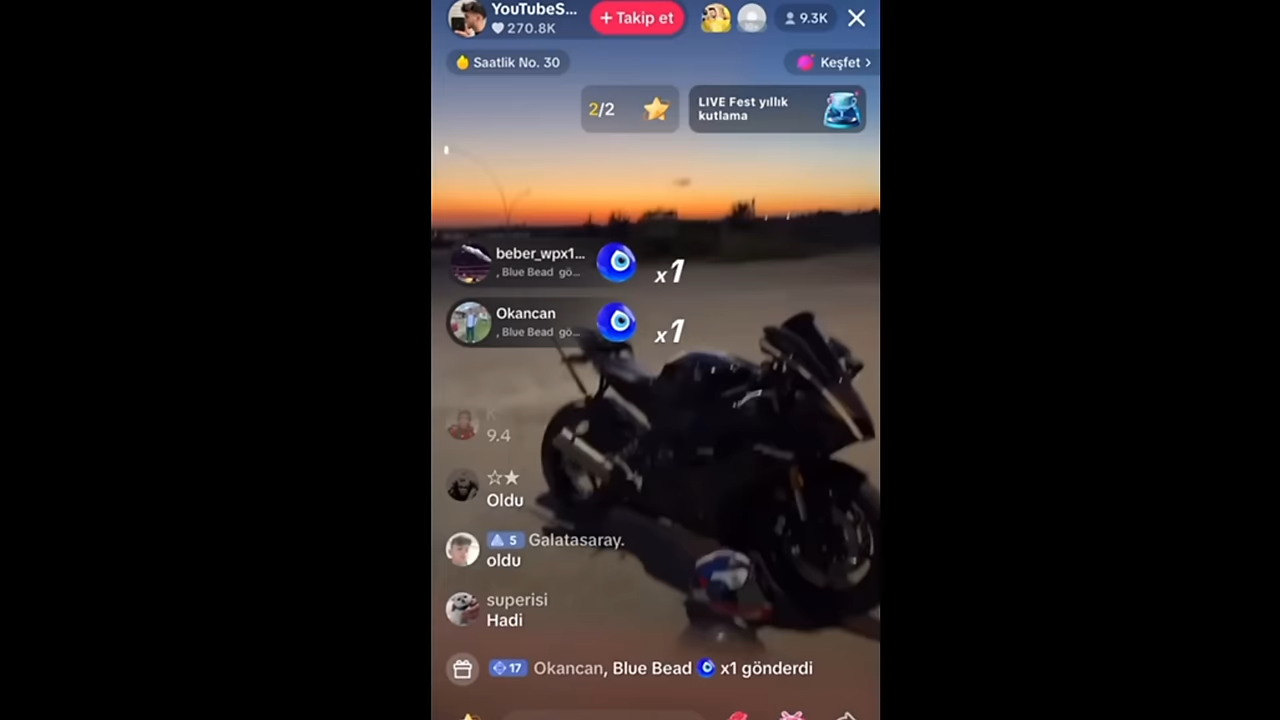 YouTubeS...
270.8K
+ Takip et
9.3K
Saatlik No. 30
Keşfet >
2/2
LIVE Fest yıllık
kutlama
beber_wpx1...
, Blue Bead gö...
x1
Okancan
, Blue Bead gö...
x1
K
9.4
☆★
Oldu
5 Galatasaray.
oldu
superisi
Hadi
17 Okancan, Blue Bead x1 gönderdi